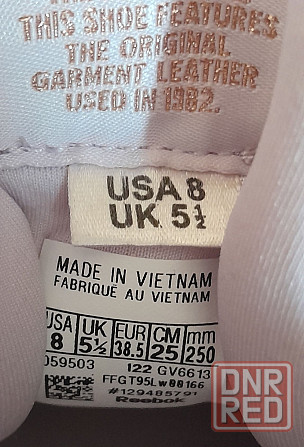 THIS SHOE FEATURES
THE ORIGINAL
GARMENT LEATHER
USED IN 1982.
USA 8
UK 5½
MADE IN VIETNAM
FABRIQUÉ AU VIETNAM
USA UK EUR CM mm
8 5½ 38.5 25 250
059503 122 GV6613
FFGT95Lw00166
#129485791
Reebok
DNR
RED